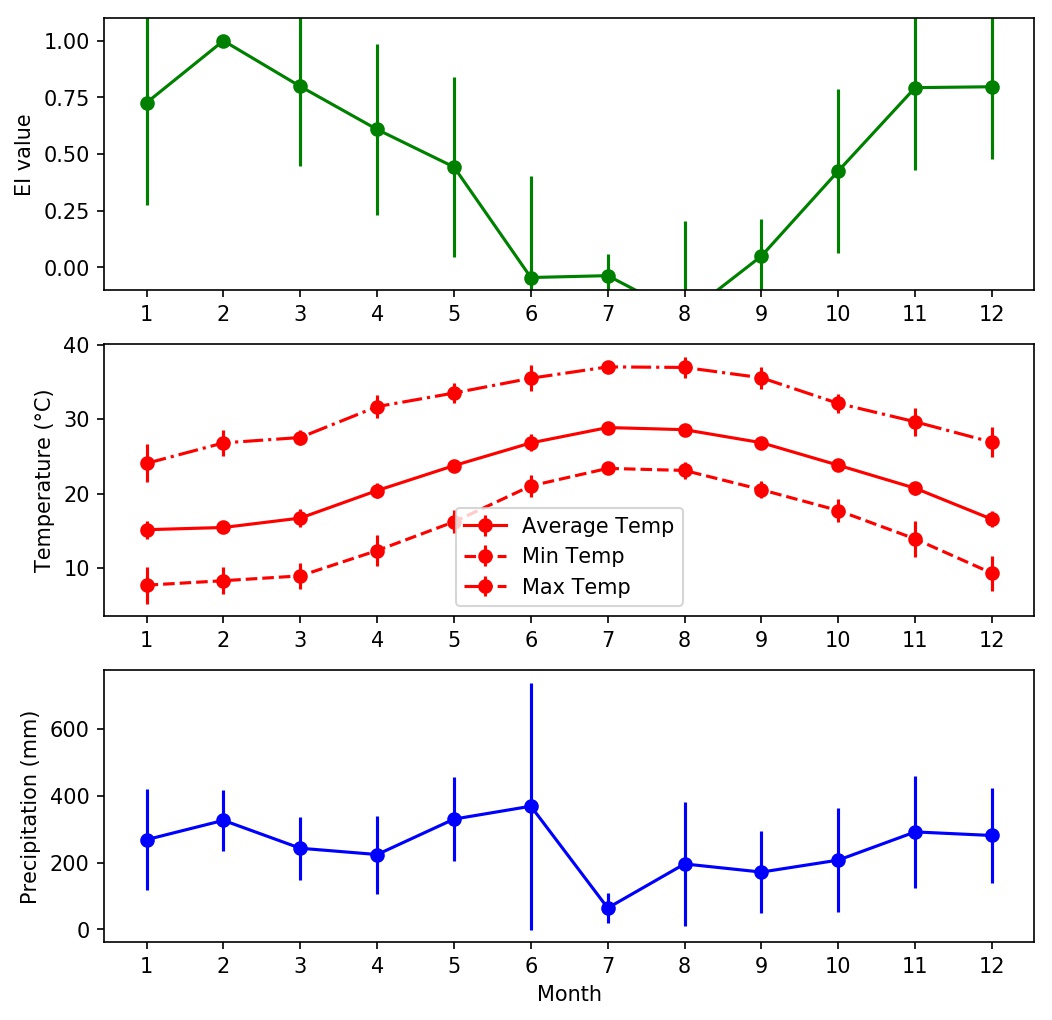 EI value
1.00
0.75
0.50
0.25
0.00
1 2 3 4 5 6 7 8 9 10 11 12
Temperature (°C)
40
30
20
10
Average Temp
Min Temp
Max Temp
1 2 3 4 5 6 7 8 9 10 11 12
Precipitation (mm)
600
400
200
0
1 2 3 4 5 6 7 8 9 10 11 12
Month